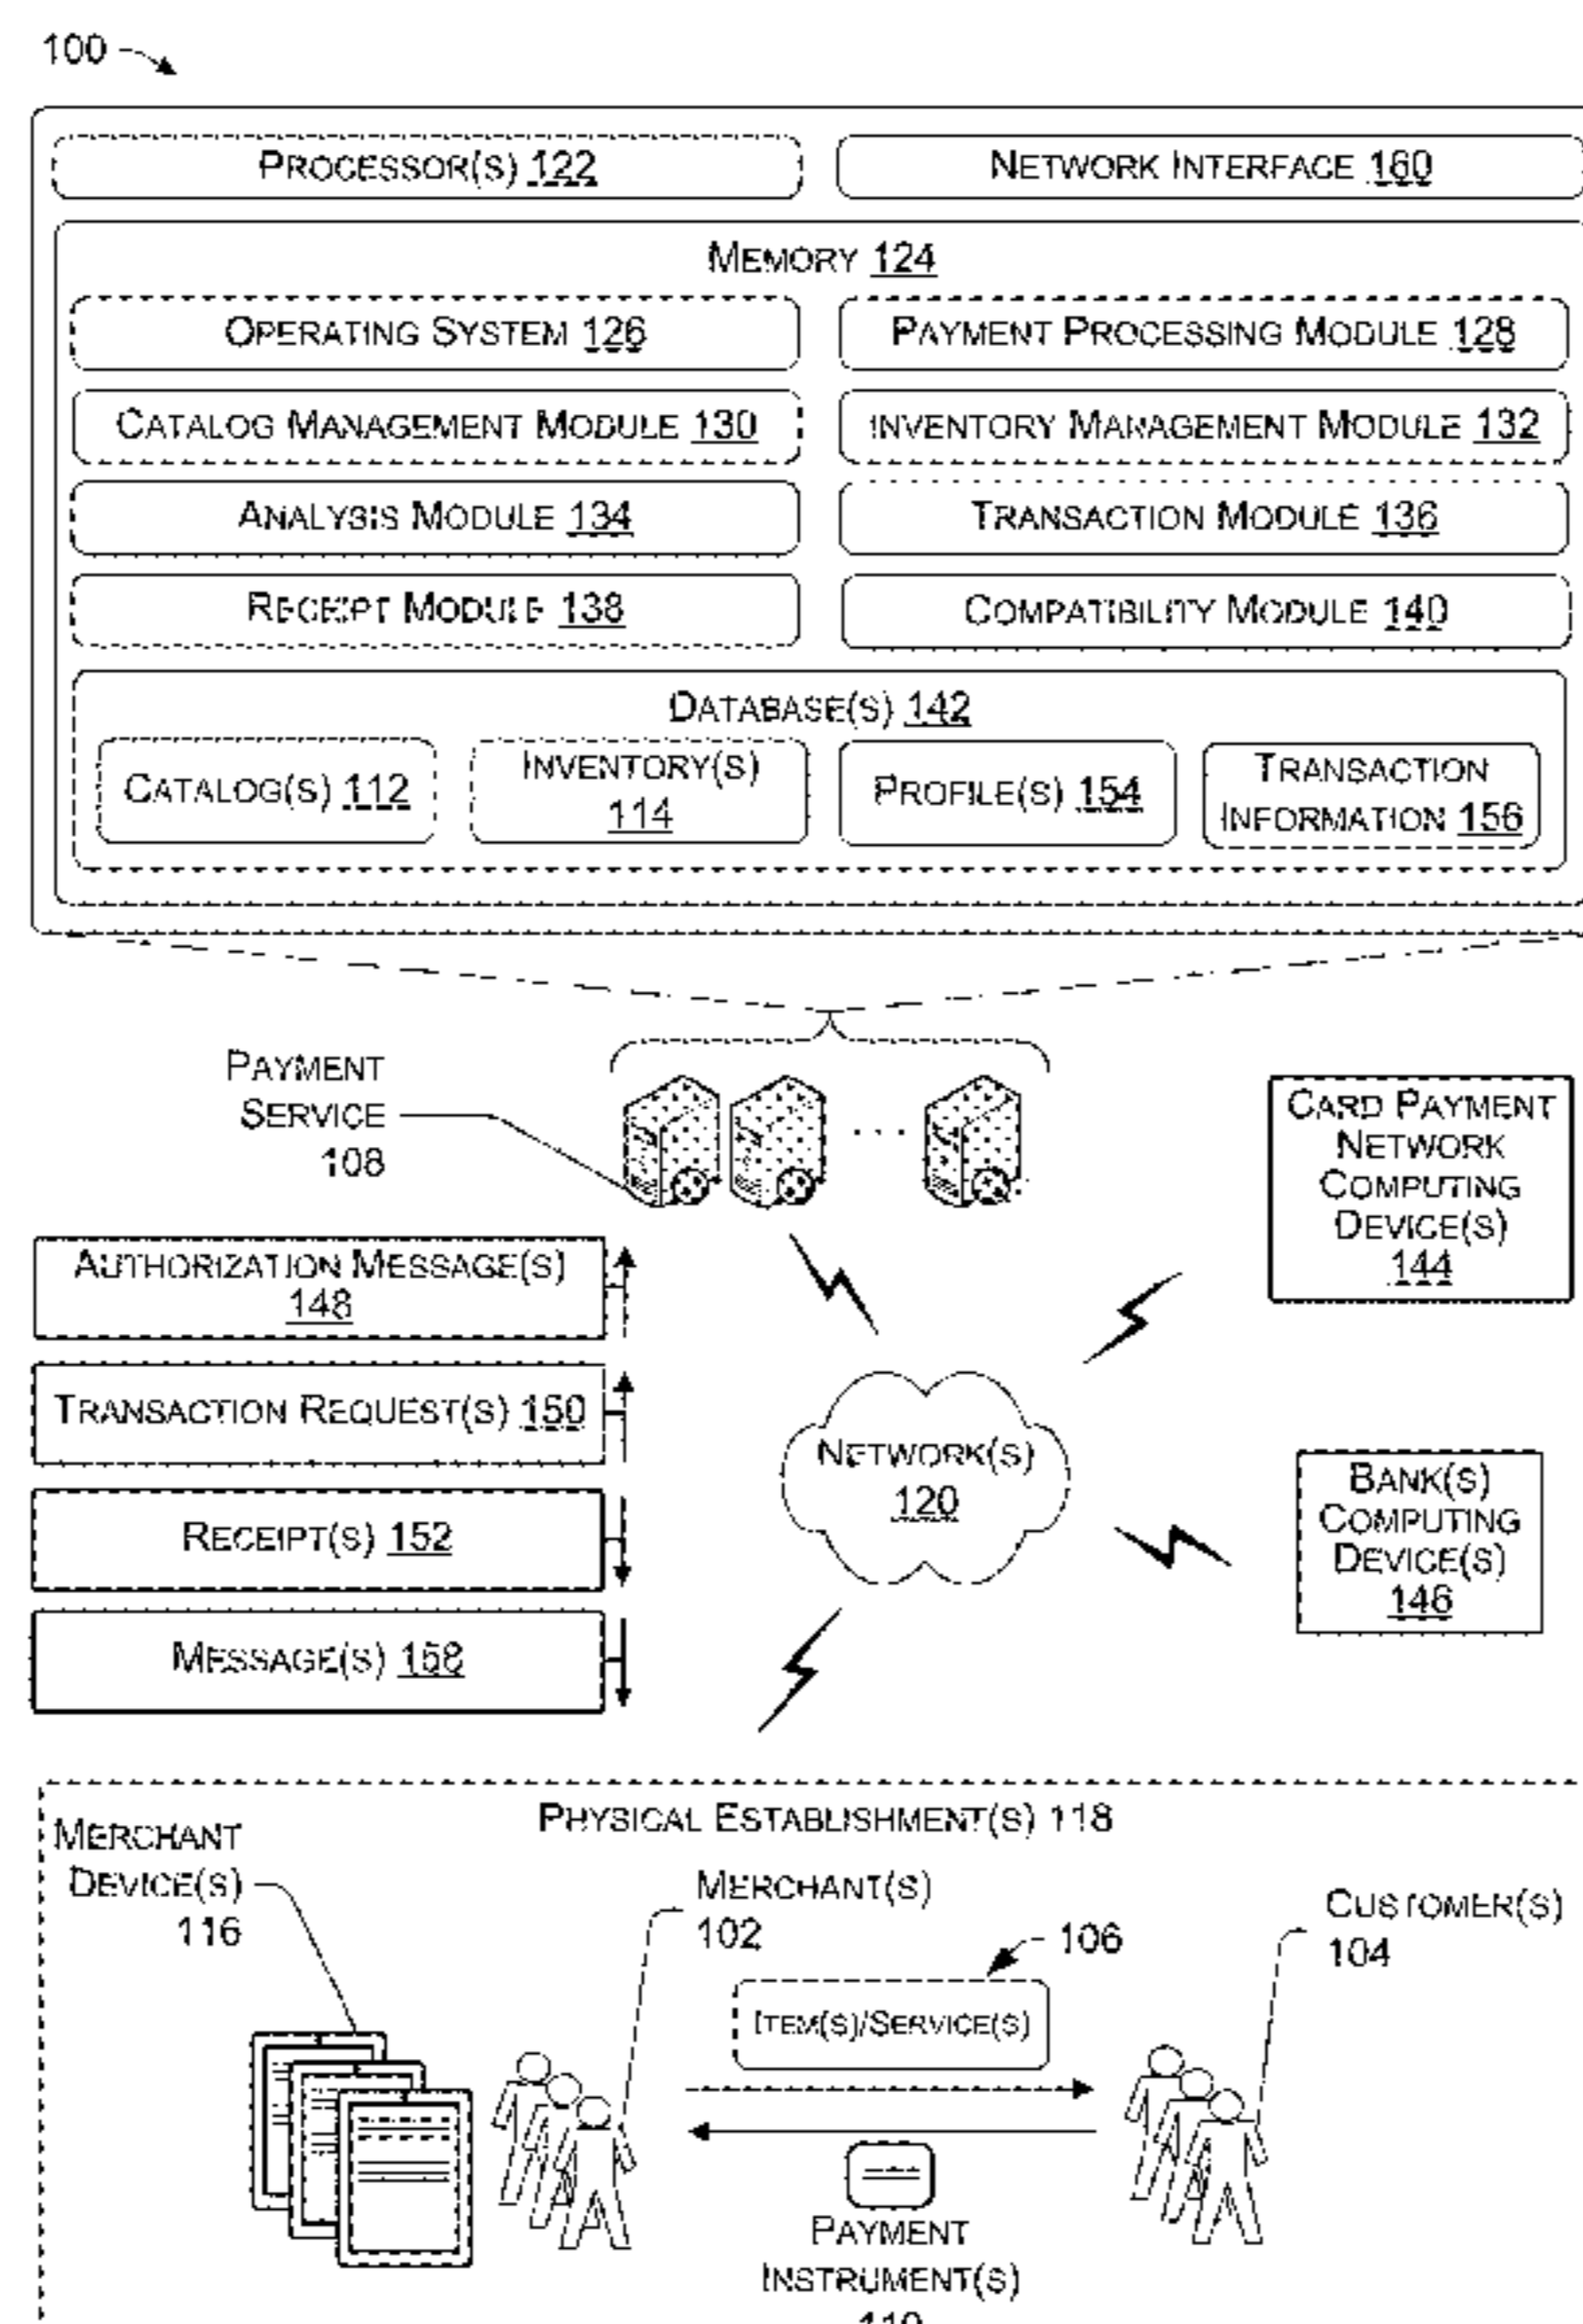 100
PROCESSOR(S) 122
NETWORK INTERFACE 160
MEMORY 124
OPERATING SYSTEM 126
PAYMENT PROCESSING MODULE 128
CATALOG MANAGEMENT MODULE 130
INVENTORY MANAGEMENT MODULE 132
ANALYSIS MODULE 134
TRANSACTION MODULE 136
RECEIPT MODULE 138
COMPATIBILITY MODULE 140
DATABASE(S) 142
CATALOG(S) 112
INVENTORY(S)
114
PROFILE(S) 154
TRANSACTION
INFORMATION 156
PAYMENT
SERVICE
108
CARD PAYMENT
NETWORK
COMPUTING
DEVICE(S)
144
AUTHORIZATION MESSAGE(S)
148
TRANSACTION REQUEST(S) 150
RECEIPT(S) 152
MESSAGE(S) 158
NETWORK(S)
120
BANK(S)
COMPUTING
DEVICE(S)
146
PHYSICAL ESTABLISHMENT(S) 118
MERCHANT
DEVICE(S)
116
MERCHANT(S)
102
106
ITEM(S)/SERVICE(S)
CUSTOMER(S)
104
PAYMENT
INSTRUMENT(S)